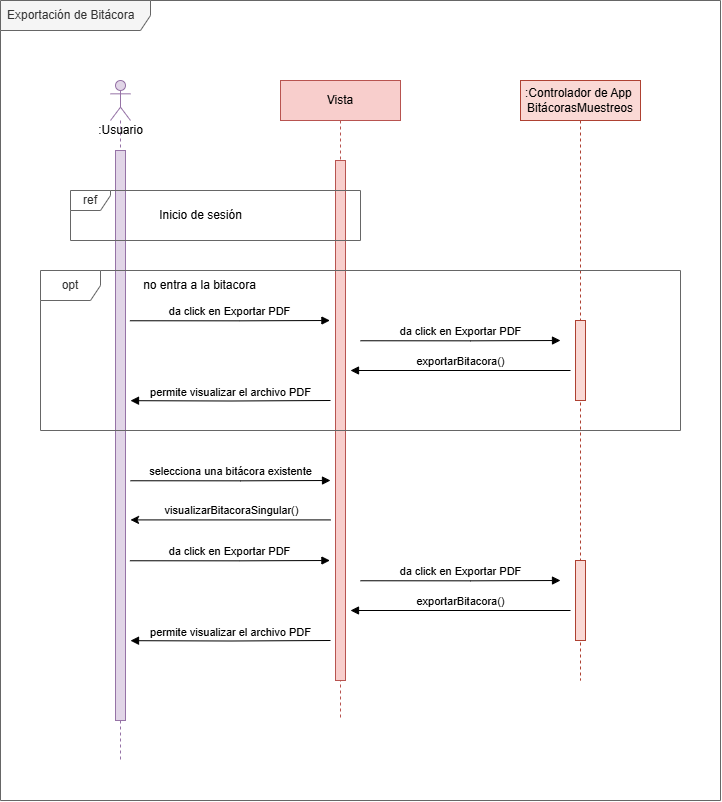 Exportación de Bitácora
:Usuario
Vista
:Controlador de App
BitácorasMuestreos
ref
Inicio de sesión
opt
no entra a la bitacora
da click en Exportar PDF
da click en Exportar PDF
exportarBitacora()
permite visualizar el archivo PDF
selecciona una bitácora existente
visualizarBitacoraSingular()
da click en Exportar PDF
da click en Exportar PDF
exportarBitacora()
permite visualizar el archivo PDF